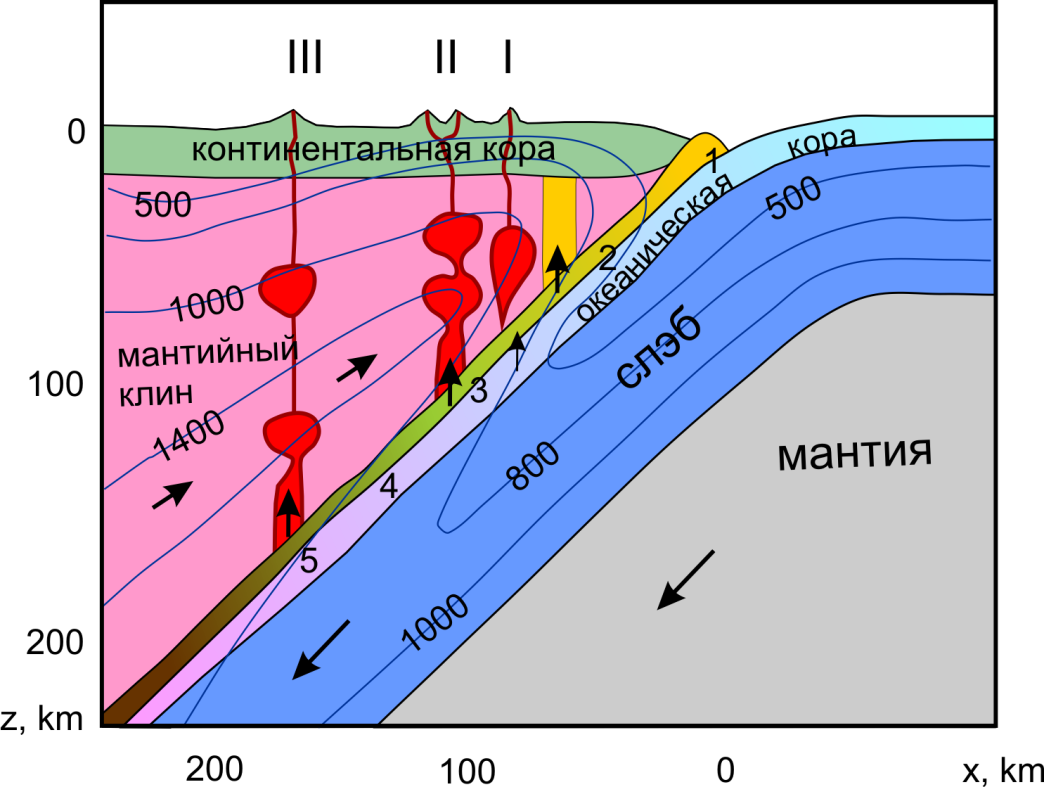 III II I
0
континентальная кора
1
кора
океаническая
500
500
2
1000
мантийный
клин
слэб
100
3
1400
мантия
800
4
5
1000
200
z, km
200 100 0 x, km